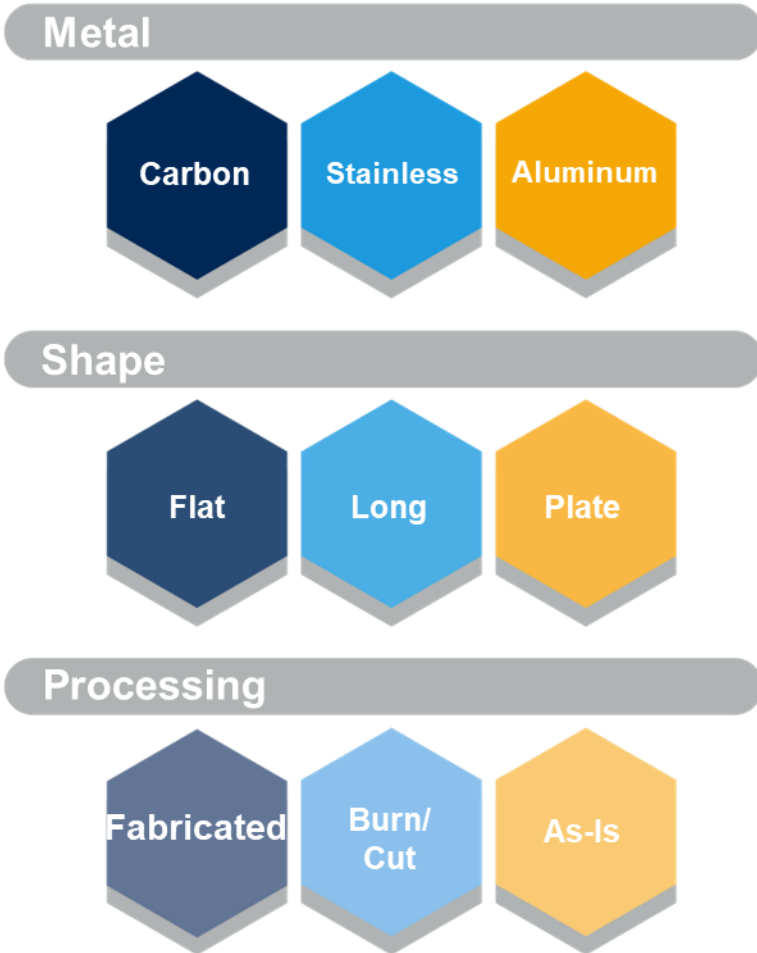 Metal
Carbon
Stainless
Aluminum
Shape
Flat
Long
Plate
Processing
Fabricated
Burn/
Cut
As-Is